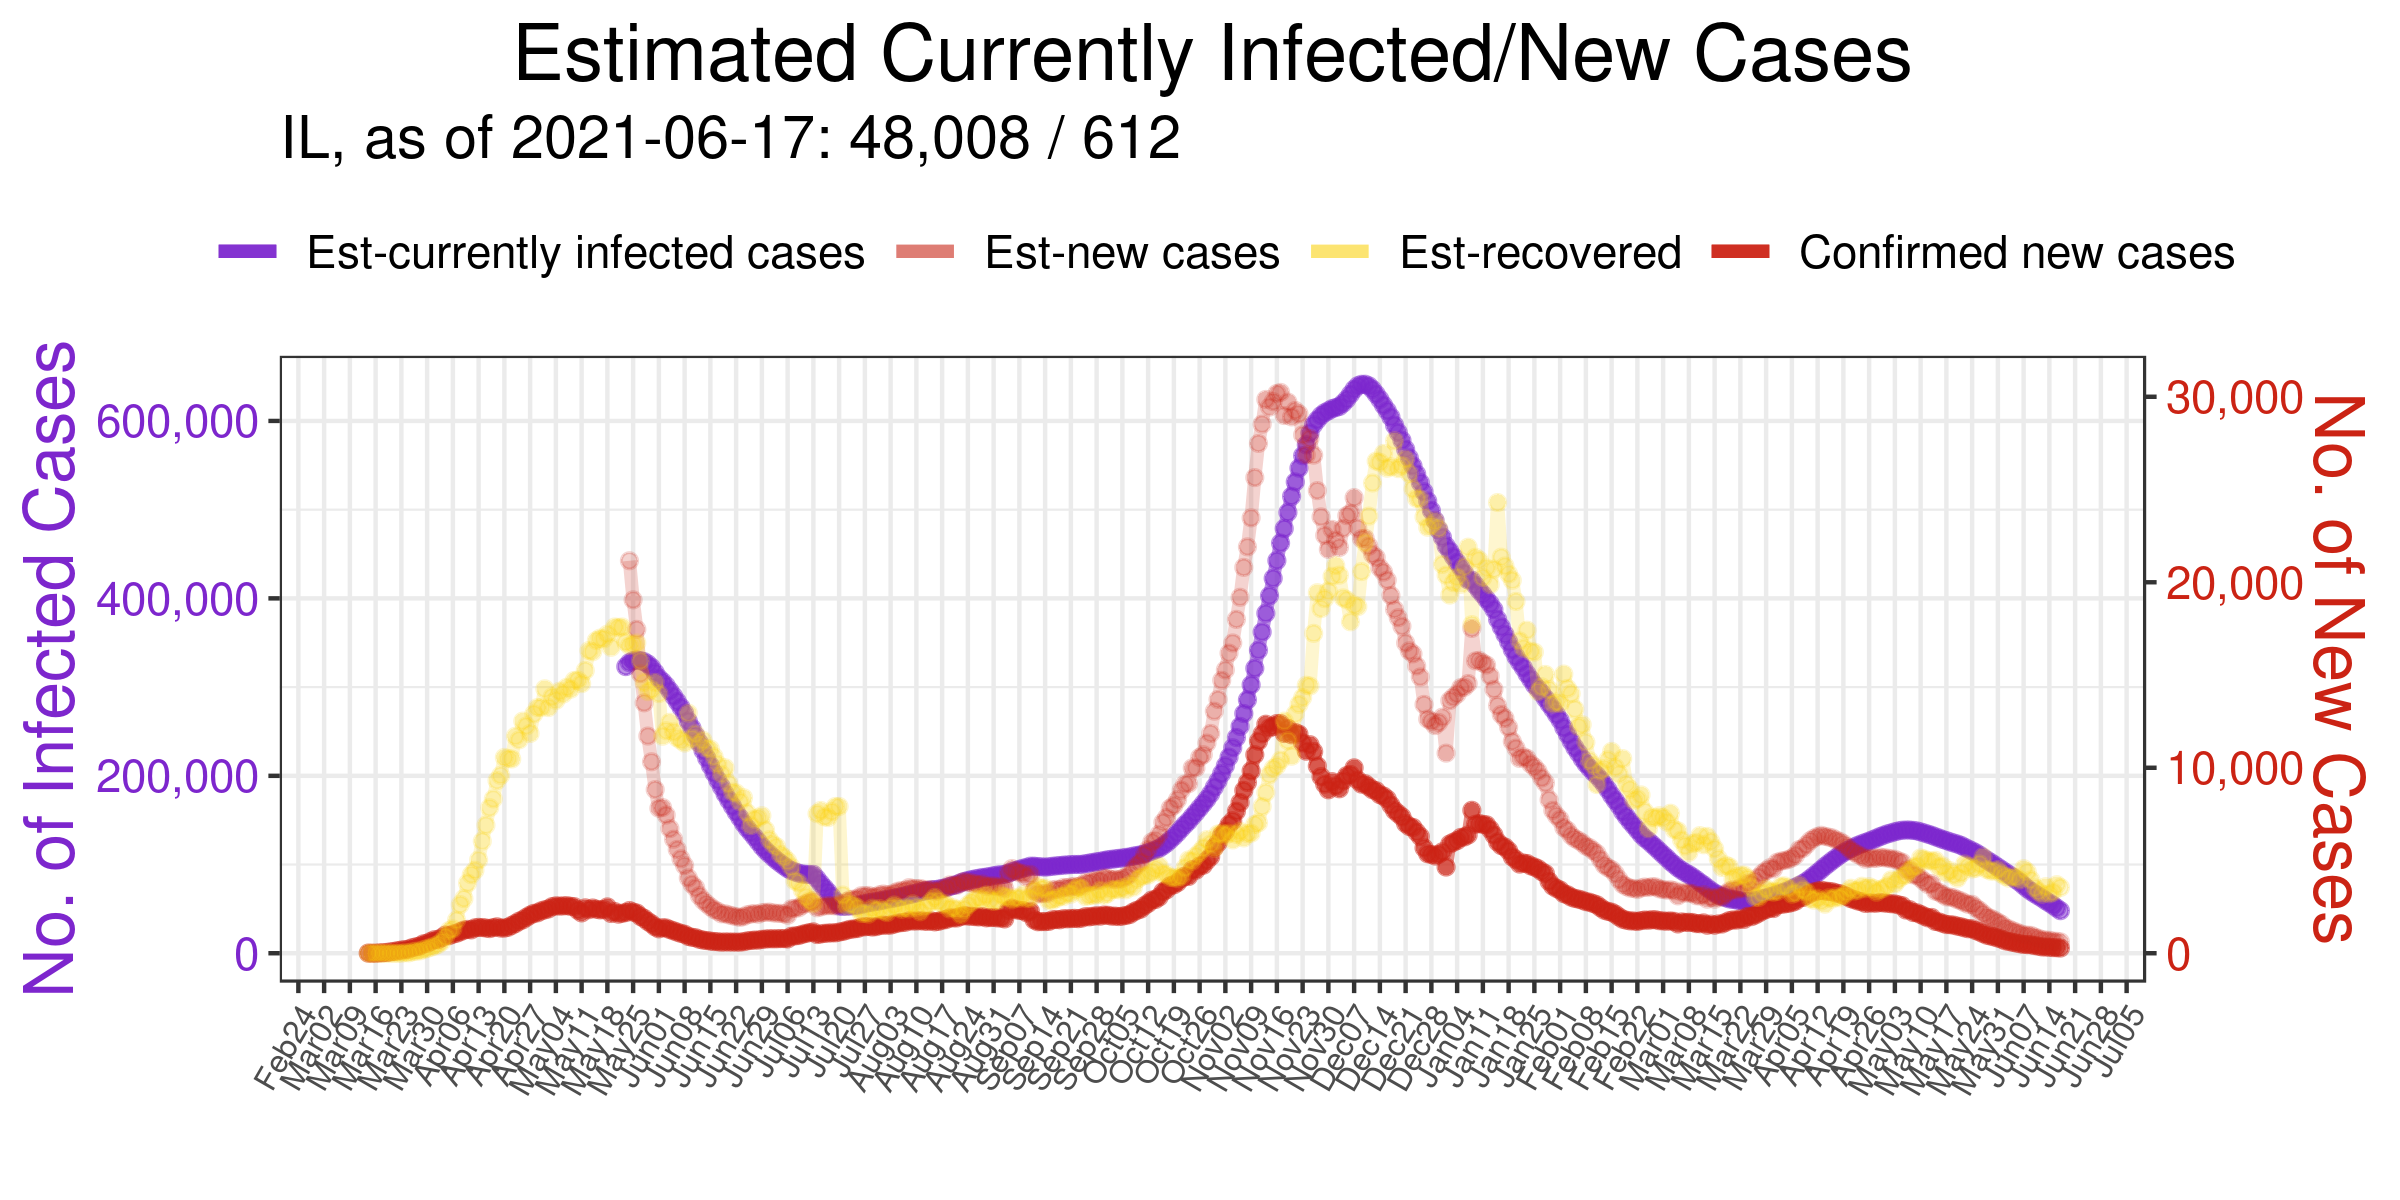 Estimated Currently Infected/New Cases
IL, as of 2021-06-17: 48,008 / 612
Est-currently infected cases
Est-new cases
Est-recovered
Confirmed new cases
No. of Infected Cases
600,000
400,000
200,000
0
30,000
20,000
10,000
0
No. of New Cases
Feb24
Mar02
Mar09
Mar16
Mar23
Mar30
Apr06
Apr13
Apr20
Apr27
May04
May11
May18
May25
Jun01
Jun08
Jun15
Jun22
Jun29
Jul06
Jul13
Jul20
Jul27
Aug03
Aug10
Aug17
Aug24
Aug31
Sep07
Sep14
Sep21
Sep28
Oct05
Oct12
Oct19
Oct26
Nov02
Nov09
Nov16
Nov23
Nov30
Dec07
Dec14
Dec21
Dec28
Jan04
Jan11
Jan18
Jan25
Feb01
Feb08
Feb15
Feb22
Mar01
Mar08
Mar15
Mar22
Mar29
Apr05
Apr12
Apr19
Apr26
May03
May10
May17
May24
May31
Jun07
Jun14
Jun21
Jun28
Jul05